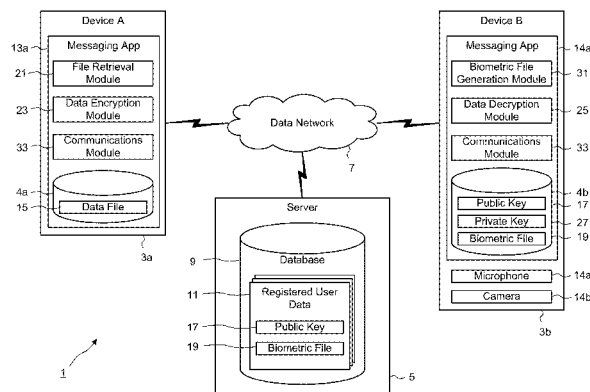 Device A
13a
Messaging App
21
File Retrieval
Module
23
Data Encryption
Module
33
Communications
Module
4a
15
Data File
3a
Data Network
7
Device B
Messaging App
14a
Biometric File
Generation Module
31
Data Decryption
Module
25
Communications
Module
33
4b
Public Key
17
Private Key
27
Biometric File
19
Microphone
14a
Camera
14b
3b
Server
9
Database
11
Registered User
Data
17
Public Key
19
Biometric File
5
1